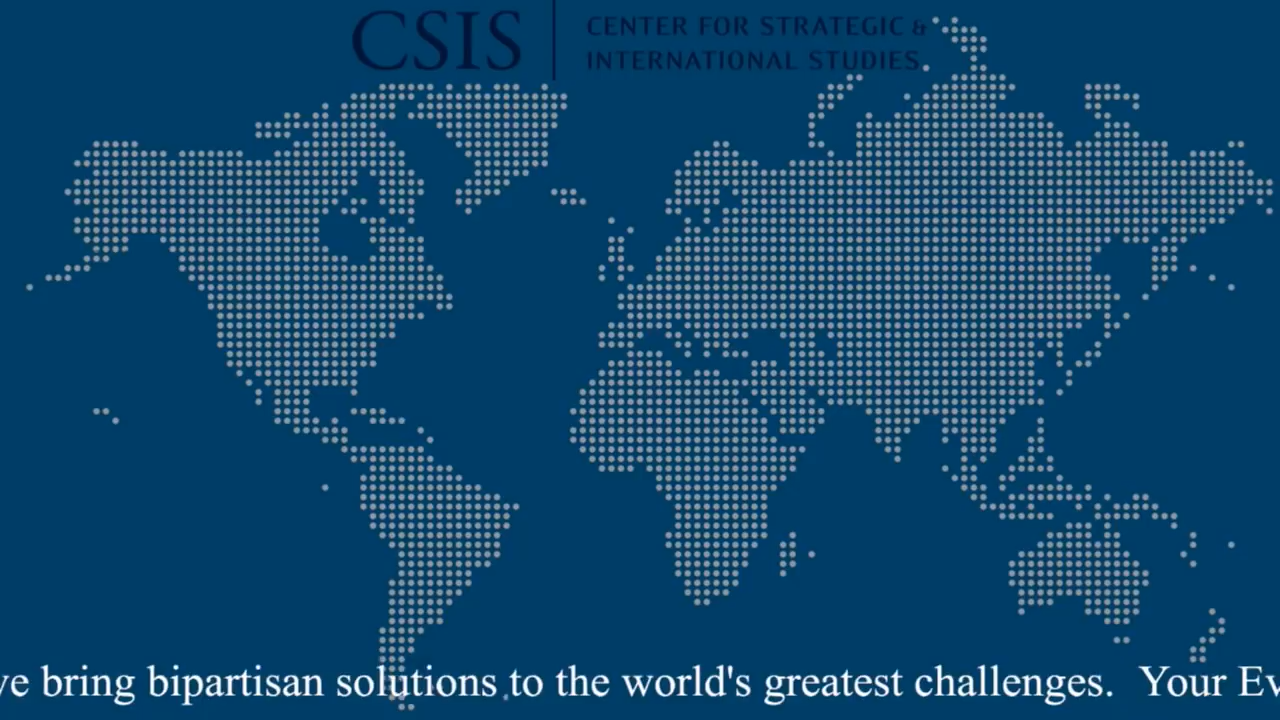 CSIS
CENTER FOR STRATEGIC &
INTERNATIONAL STUDIES
bring bipartisan solutions to the world's greatest challenges. Your